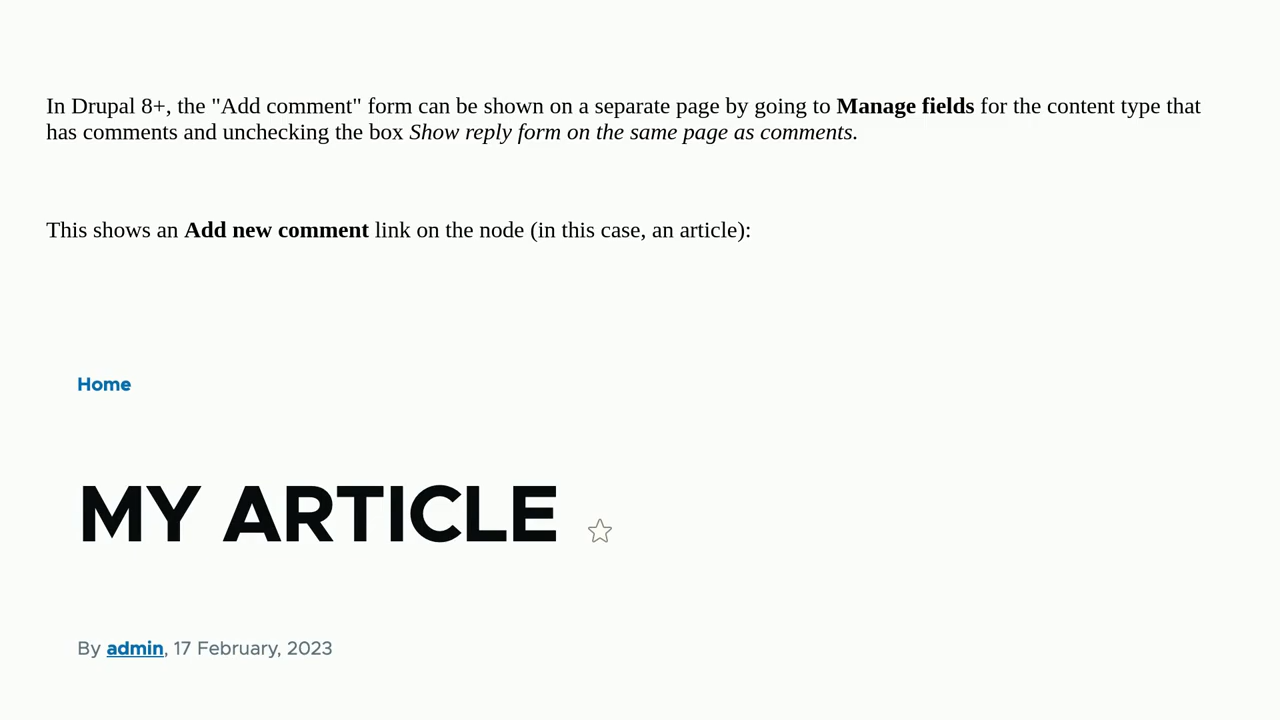 In Drupal 8+, the "Add comment" form can be shown on a separate page by going to Manage fields for the content type that
has comments and unchecking the box Show reply form on the same page as comments.
This shows an Add new comment link on the node (in this case, an article):
Home
MY ARTICLE
By admin, 17 February, 2023